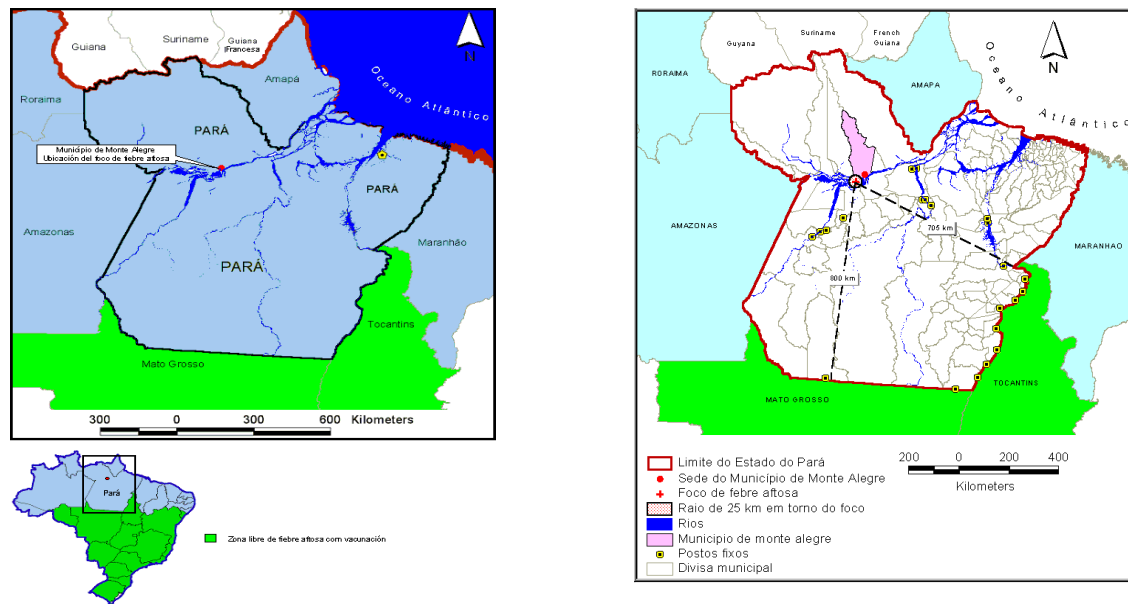 Guiana
Suriname
Guiana
(Francesa
N
Roraima
Amapá
Oceano Atlántico
PARÁ
Município de Monte Alegre
Ubicación del foco de fiebre aftosa
PARÁ
Amazonas
Maranhão
PARÁ
Tocantins
Mato Grosso
300 0 300 600 Kilometers
Pará
Zona libre de fiebre aftosa com vacunación
Guyana
Suriname
French
Guiana
N
RORAIMA
AMAPA
Oceano Atlântico
AMAZONAS
705 km
MARANHAO
800 km
TOCANTINS
MATO GROSSO
Limite do Estado do Pará
Sede do Município de Monte Alegre
Foco de febre aftosa
Raio de 25 km em torno do foco
Rios
Municipio de monte alegre
Postos fixos
Divisa municipal
200 0 200 400
Kilometers